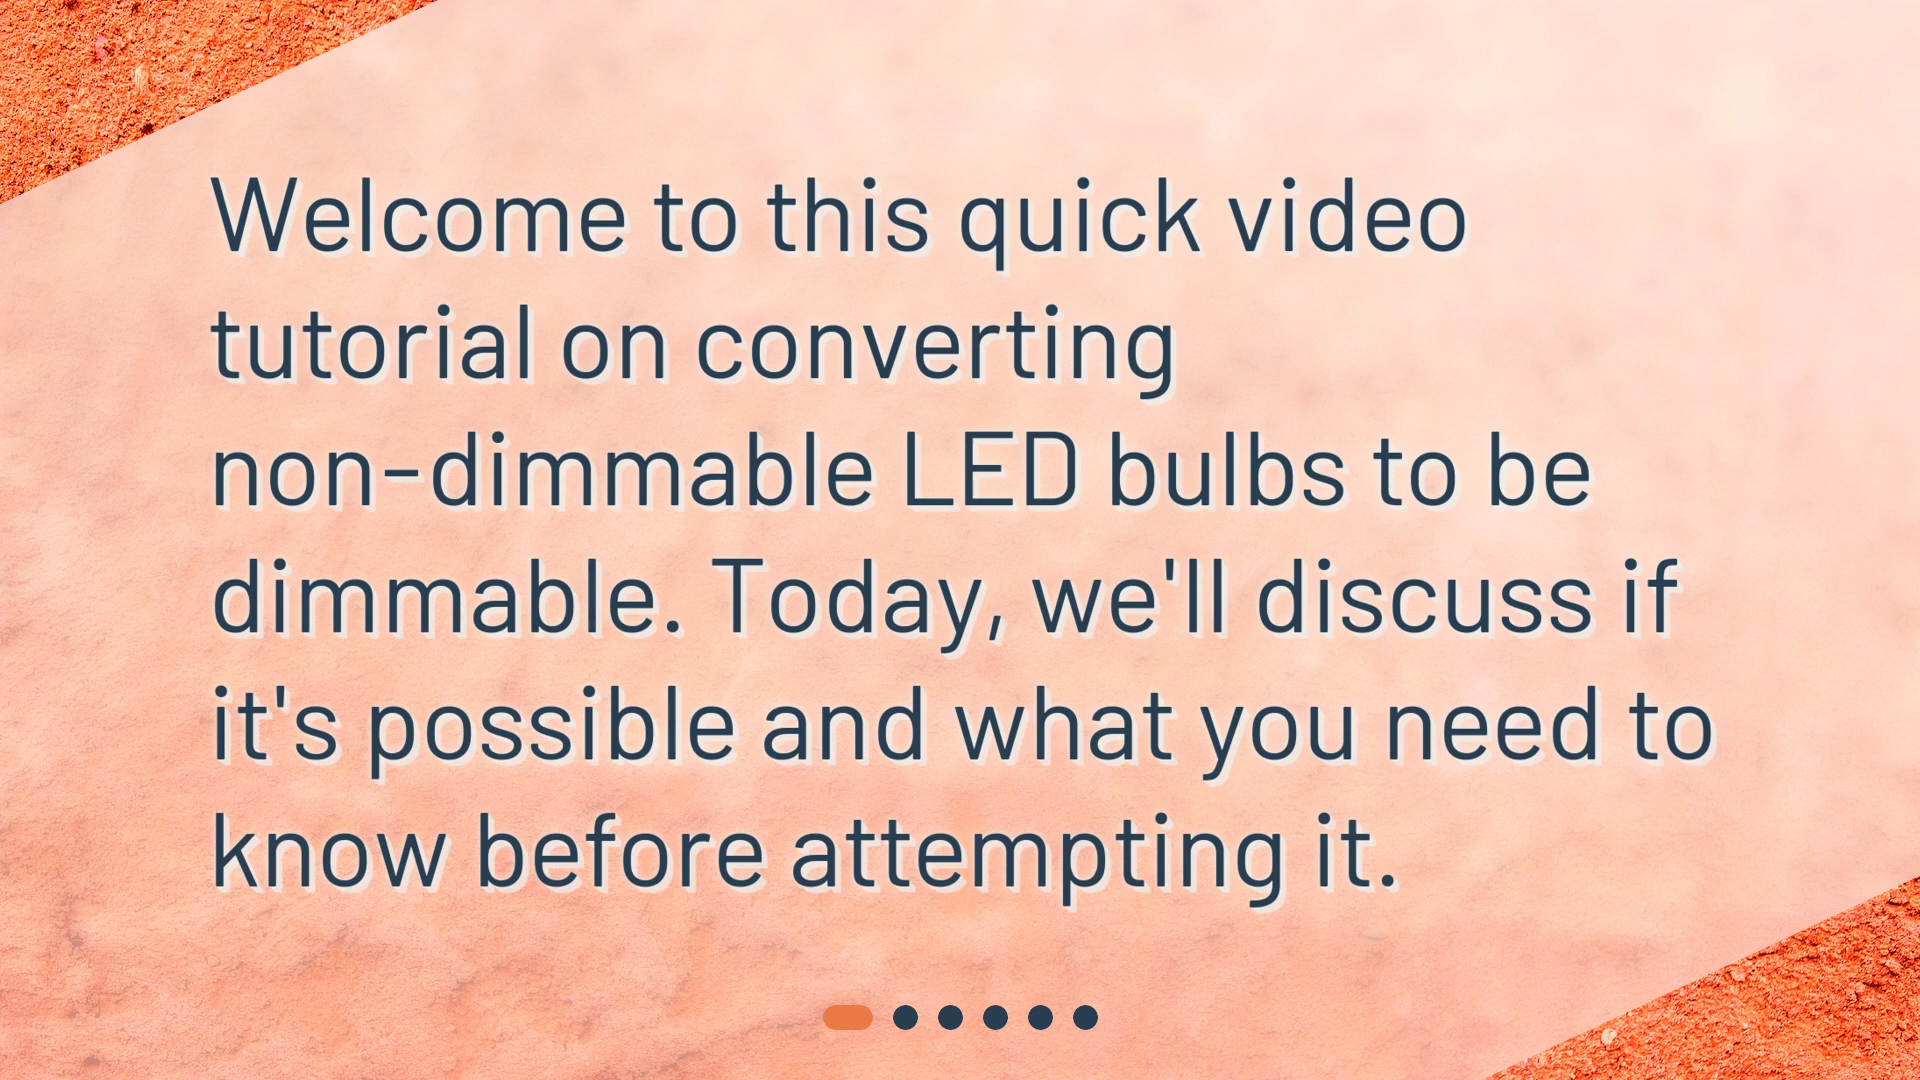 Welcome to this quick video
tutorial on converting
non-dimmable LED bulbs to be
dimmable. Today, we'll discuss if
it's possible and what you need to
know before attempting it.